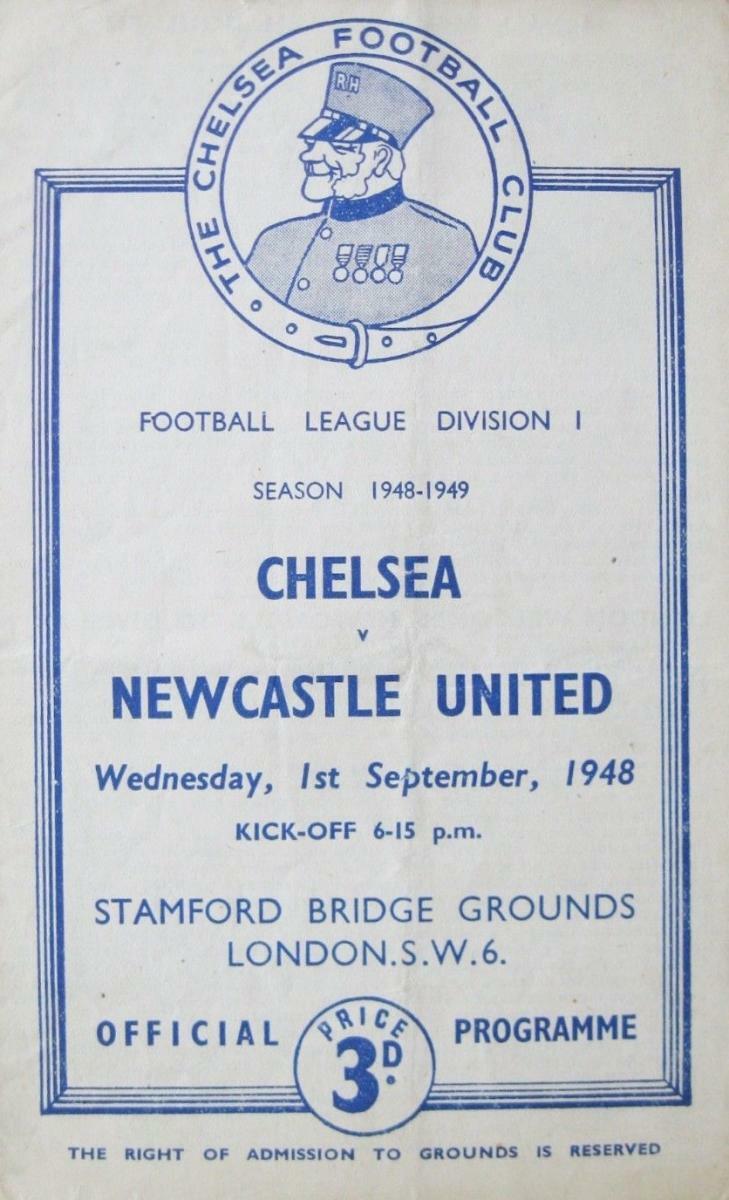 THE CHELSEA FOOTBALL CLUB
RH
FOOTBALL LEAGUE DIVISION I
SEASON 1948-1949
CHELSEA
v
NEWCASTLE UNITED
Wednesday, 1st September, 1948
KICK-OFF 6-15 p.m.
STAMFORD BRIDGE GROUNDS
LONDON.S.W.6.
OFFICIAL PROGRAMME
PRICE
3D.
THE RIGHT OF ADMISSION TO GROUNDS IS RESERVED